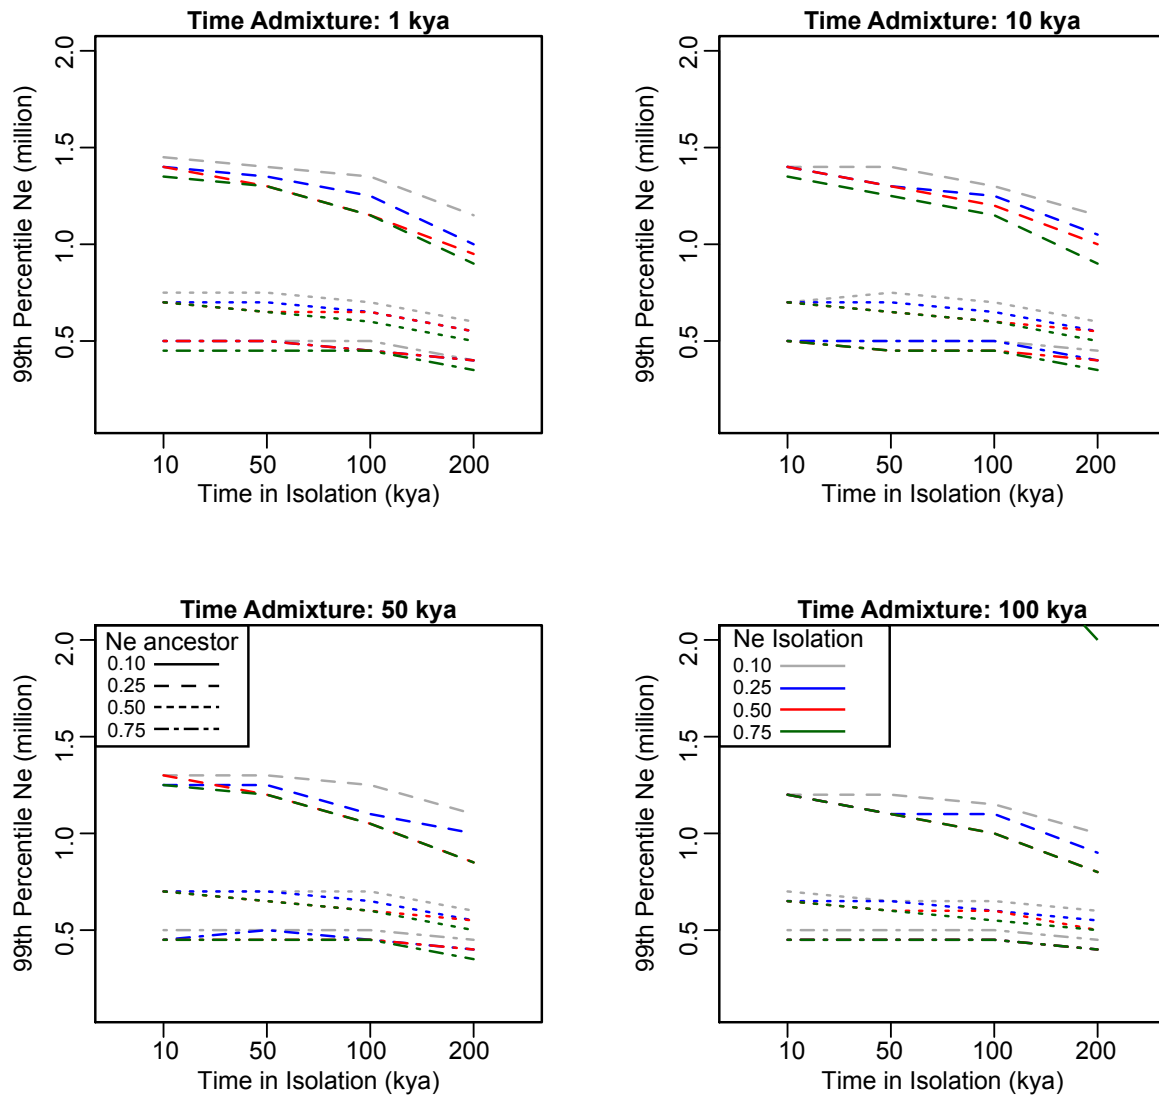 Time Admixture: 1 kya
99th Percentile Ne (million)
2.0
1.5
1.0
0.5
10 50 100 200
Time in Isolation (kya)
Time Admixture: 10 kya
99th Percentile Ne (million)
2.0
1.5
1.0
0.5
10 50 100 200
Time in Isolation (kya)
Time Admixture: 50 kya
Ne ancestor
0.10
0.25
0.50
0.75
99th Percentile Ne (million)
2.0
1.5
1.0
0.5
10 50 100 200
Time in Isolation (kya)
Time Admixture: 100 kya
Ne Isolation
0.10
0.25
0.50
0.75
99th Percentile Ne (million)
2.0
1.5
1.0
0.5
10 50 100 200
Time in Isolation (kya)